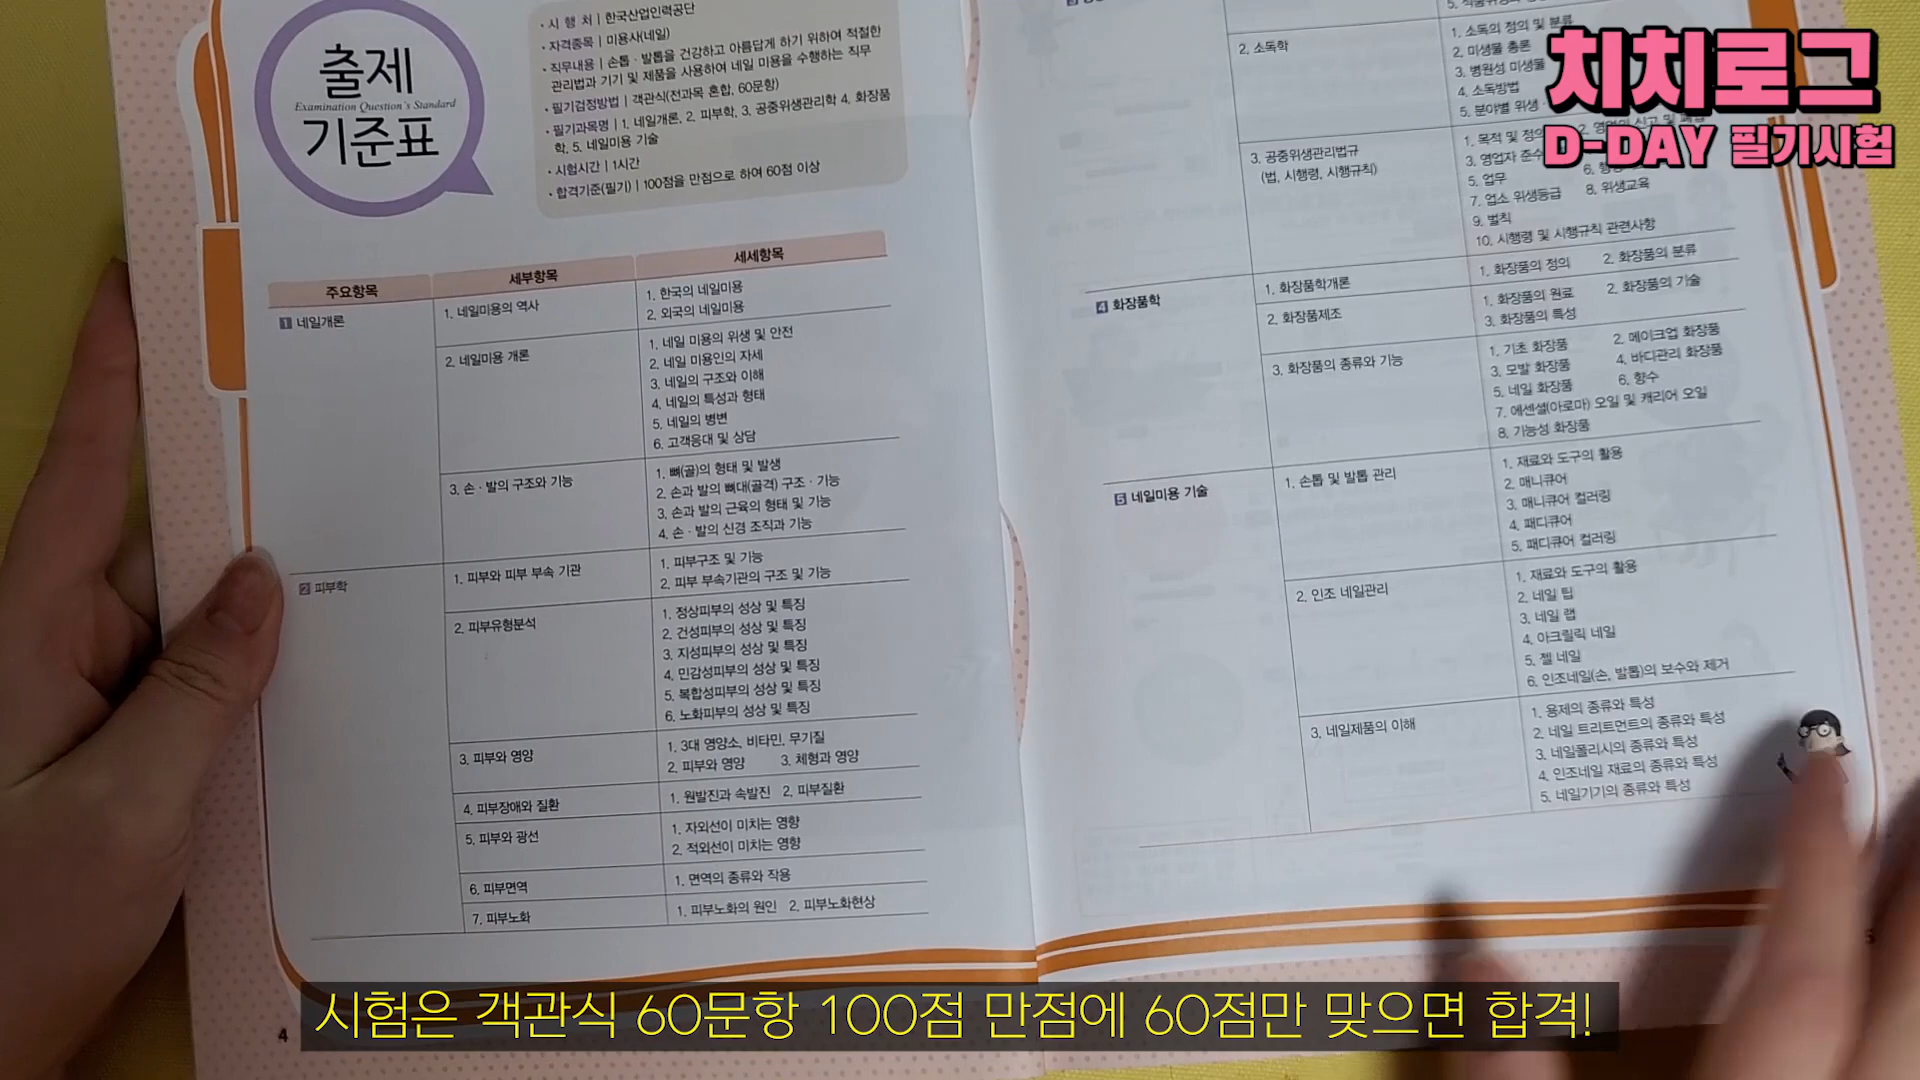 출제
Examination Question's Standard
기준표
• 시 행 처 | 한국산업인력공단
• 자격종목 | 미용사(네일)
• 직무내용 | 손톱·발톱을 건강하고 아름답게 하기 위하여 적절한
관리법과 기기 및 제품을 사용하여 네일 미용을 수행하는 직무
• 필기검정방법 | 객관식(전과목 혼합, 60문항)
• 필기과목명 | 1. 네일개론, 2. 피부학, 3. 공중위생관리학 4. 화장품
학, 5. 네일미용 기술
• 시험시간 | 1시간
• 합격기준(필기) | 100점을 만점으로 하여 60점 이상
주요항목 세부항목 세세항목
1 네일개론 1. 네일미용의 역사 1. 한국의 네일미용
2. 외국의 네일미용
2. 네일미용 개론 1. 네일 미용의 위생 및 안전
2. 네일 미용인의 자세
3. 네일의 구조와 이해
4. 네일의 특성과 형태
5. 네일의 병변
6. 고객응대 및 상담
3. 손·발의 구조와 기능 1. 뼈(골)의 형태 및 발생
2. 손과 발의 뼈대(골격) 구조·기능
3. 손과 발의 근육의 형태 및 기능
4. 손·발의 신경 조직과 기능
2 피부학 1. 피부와 피부 부속 기관 1. 피부구조 및 기능
2. 피부 부속기관의 구조 및 기능
2. 피부유형분석 1. 정상피부의 성상 및 특징
2. 건성피부의 성상 및 특징
3. 지성피부의 성상 및 특징
4. 민감성피부의 성상 및 특징
5. 복합성피부의 성상 및 특징
6. 노화피부의 성상 및 특징
3. 피부와 영양 1. 3대 영양소, 비타민, 무기질
2. 피부와 영양 3. 체형과 영양
4. 피부장애와 질환 1. 원발진과 속발진 2. 피부질환
5. 피부와 광선 1. 자외선이 미치는 영향
2. 적외선이 미치는 영향
6. 피부면역 1. 면역의 종류와 작용
7. 피부노화 1. 피부노화의 원인 2. 피부노화현상
4
2. 소독학 1. 소독의 정의 및 분류
2. 미생물 총론
3. 병원성 미생물
4. 소독방법
5. 분야별 위생·
3. 공중위생관리법규
(법, 시행령, 시행규칙)
1. 목적 및 정의 2. 영업의 신고 및 폐업
3. 영업자 준수
5. 업무 6.
7. 업소 위생등급 8. 위생교육
9. 벌칙
10. 시행령 및 시행규칙 관련사항
4 화장품학 1. 화장품학개론 1. 화장품의 정의 2. 화장품의 분류
2. 화장품제조 1. 화장품의 원료 2. 화장품의 기술
3. 화장품의 특성
3. 화장품의 종류와 기능 1. 기초 화장품 2. 메이크업 화장품
3. 모발 화장품 4. 바디관리 화장품
5. 네일 화장품 6. 향수
7. 에센셜(아로마) 오일 및 캐리어 오일
8. 기능성 화장품
5 네일미용 기술 1. 손톱 및 발톱 관리 1. 재료와 도구의 활용
2. 매니큐어
3. 매니큐어 컬러링
4. 패디큐어
5. 패디큐어 컬러링
2. 인조 네일관리 1. 재료와 도구의 활용
2. 네일 팁
3. 네일 랩
4. 아크릴릭 네일
5. 젤 네일
6. 인조네일(손, 발톱)의 보수와 제거
3. 네일제품의 이해 1. 용제의 종류와 특성
2. 네일 트리트먼트의 종류와 특성
3. 네일폴리시의 종류와 특성
4. 인조네일 재료의 종류와 특성
5. 네일기기의 종류와 특성
치치로그
D-DAY 필기시험
시험은 객관식 60문항 100점 만점에 60점만 맞으면 합격!